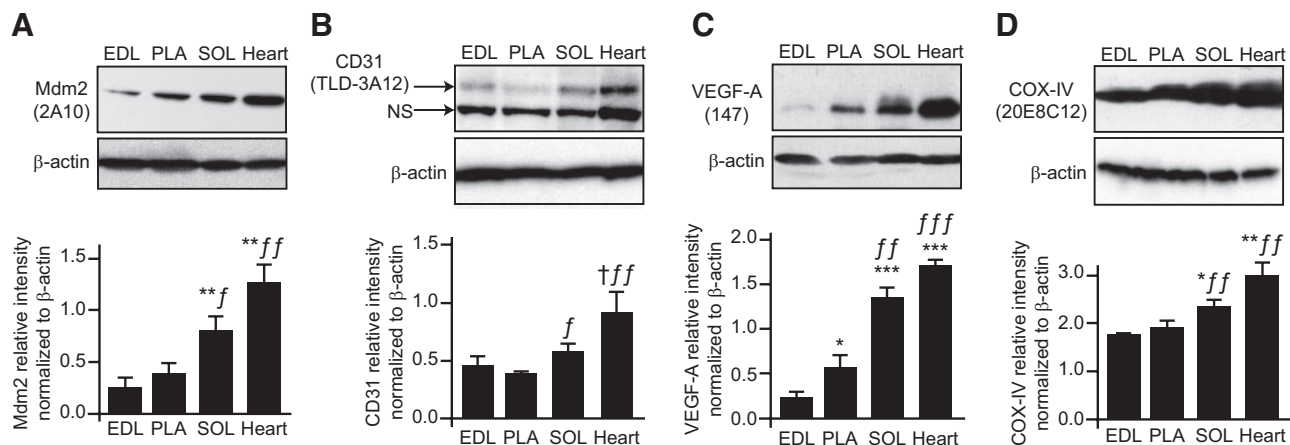 A
EDL PLA SOL Heart
Mdm2
(2A10)
β-actin
Mdm2 relative intensity
normalized to β-actin
1.5
1.0
0.5
0.0
**ƒ
**ƒƒ
EDL PLA SOL Heart
B
EDL PLA SOL Heart
CD31
(TLD-3A12)
NS
β-actin
CD31 relative intensity
normalized to β-actin
1.5
1.0
0.5
0.0
ƒ
†ƒƒ
EDL PLA SOL Heart
C
EDL PLA SOL Heart
VEGF-A
(147)
β-actin
VEGF-A relative intensity
normalized to β-actin
2.0
1.5
1.0
0.5
0.0
*
ƒƒ
***
ƒƒƒ
***
EDL PLA SOL Heart
D
EDL PLA SOL Heart
COX-IV
(20E8C12)
β-actin
COX-IV relative intensity
normalized to β-actin
3.0
2.0
1.0
0.0
*ƒƒ
**ƒƒ
EDL PLA SOL Heart